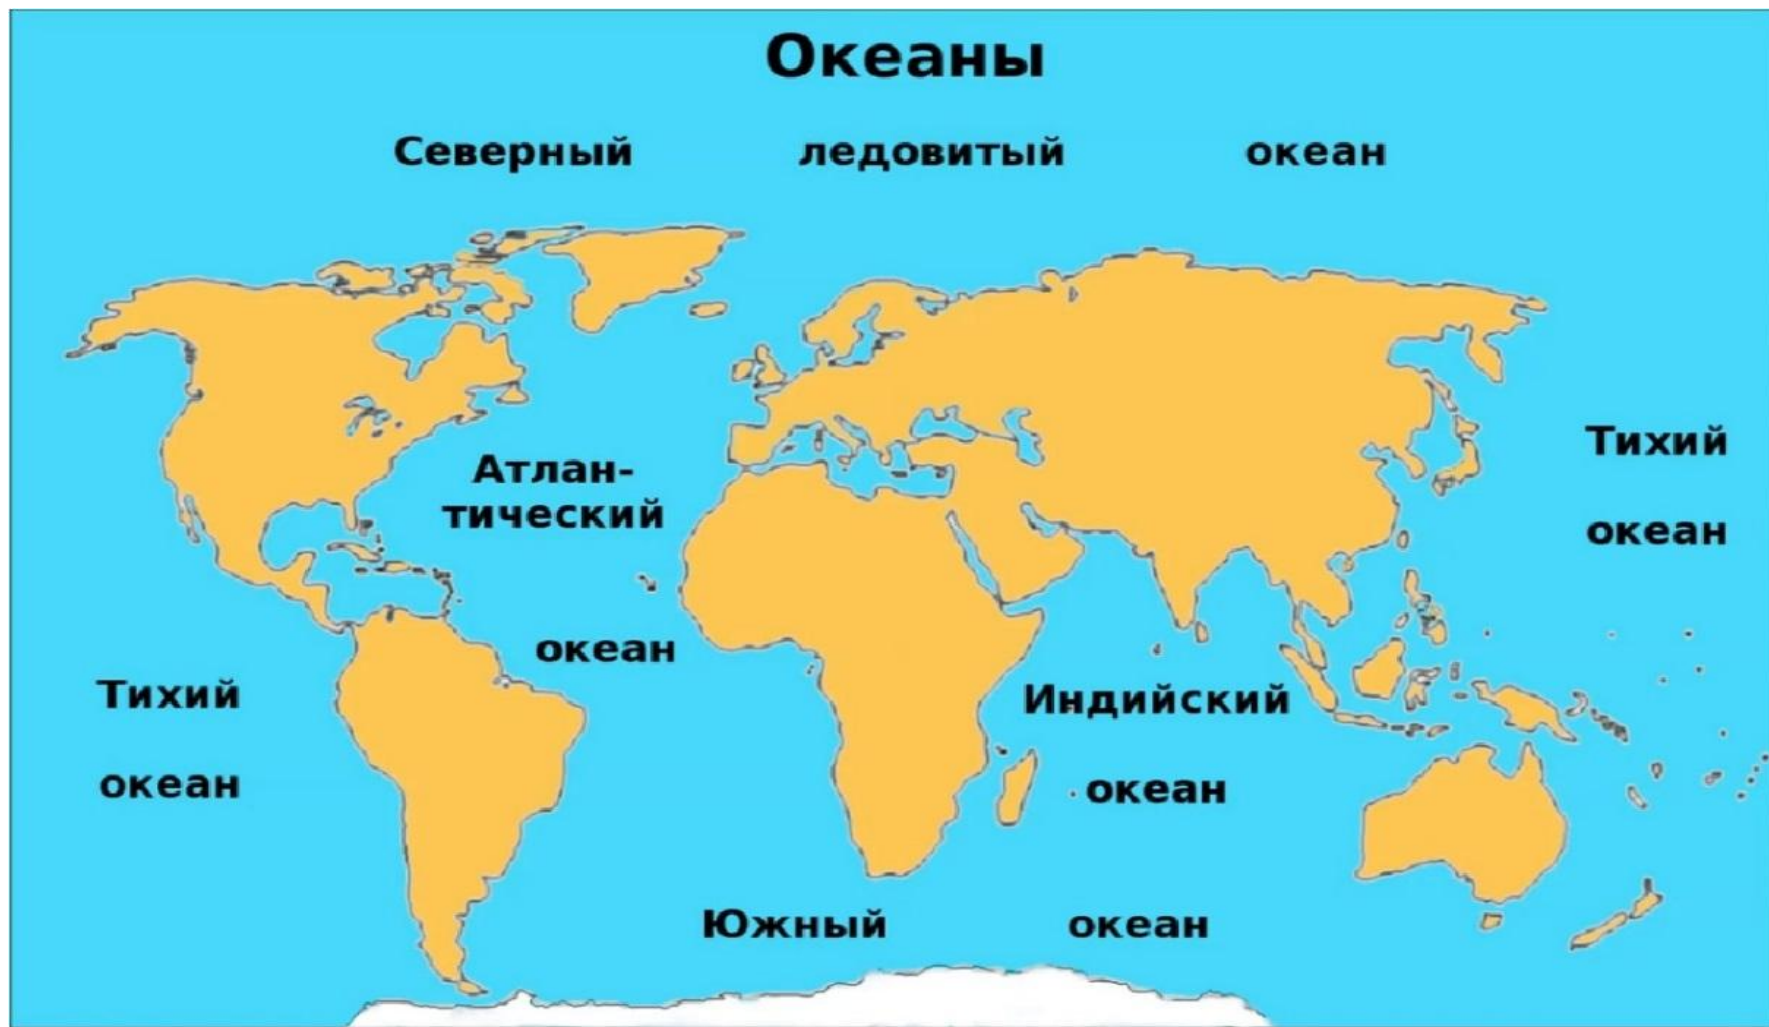 Океаны
Северный ледовитый океан
Атлан-
тический
океан
Тихий
океан
Тихий
океан
Индийский
океан
Южный океан